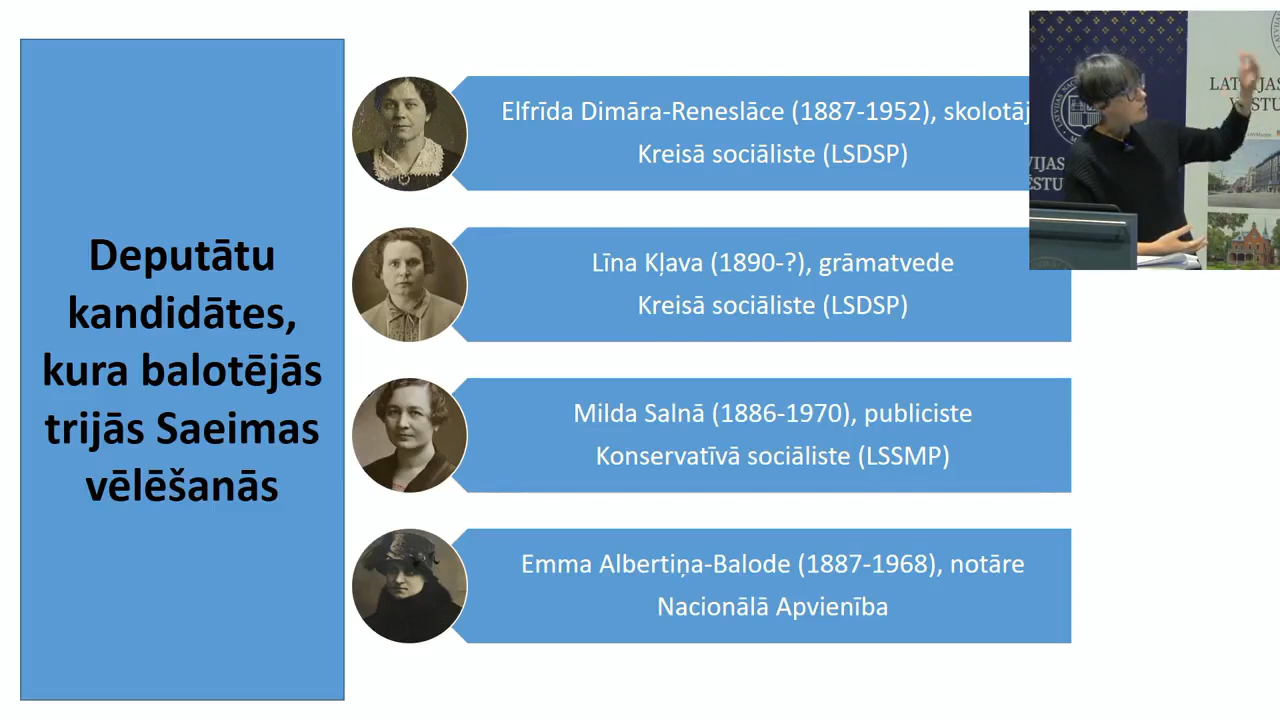 Deputātu
kandidātes,
kura balotējās
trijās Saeimas
vēlēšanās
Elfrīda Dimāra-Reneslāce (1887-1952), skolotāj
Kreisā sociāliste (LSDSP)
Līna Kļava (1890-?), grāmatvede
Kreisā sociāliste (LSDSP)
Milda Salnā (1886-1970), publiciste
Konservatīvā sociāliste (LSSMP)
Emma Albertiņa-Balode (1887-1968), notāre
Nacionālā Apvienība
VIJAS
ĒSTU